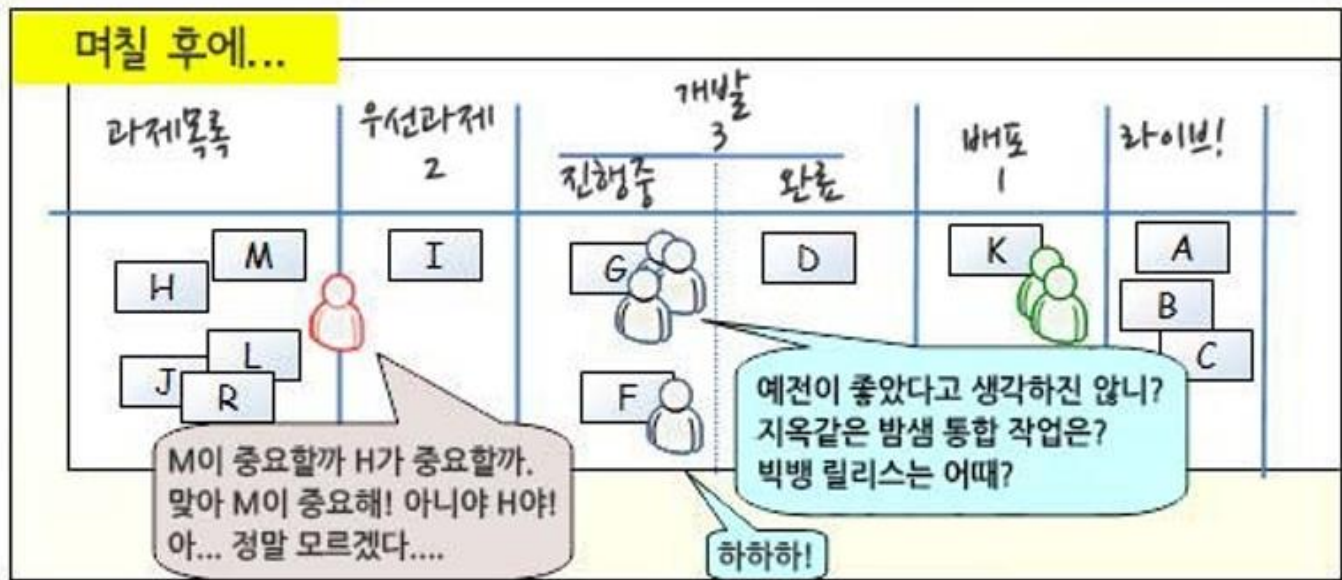 며칠 후에...
과제목록
우선과제
2
개발
3
진행중
완료
배포
1
라이브!
M
H
I
G
D
K
A
B
C
J
L
R
F
M이 중요할까 H가 중요할까.
맞아 M이 중요해! 아니야 H야!
아... 정말 모르겠다....
예전이 좋았다고 생각하진 않니?
지옥같은 밤샘 통합 작업은?
빅뱅 릴리스는 어때?
하하하!